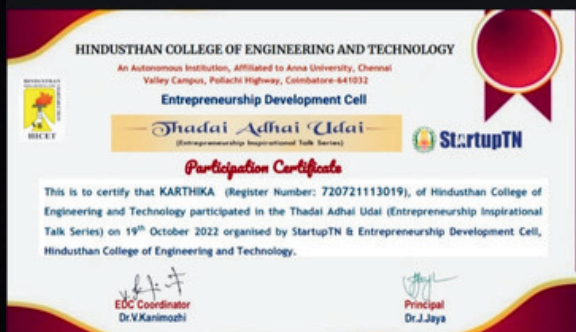 HINDUSTHAN COLLEGE OF ENGINEERING AND TECHNOLOGY
An Autonomous Institution, Affiliated to Anna University, Chennai
Valley Campus, Pollachi Highway, Coimbatore-641032
Entrepreneurship Development Cell
HICET
Thadai Adhai Udai
(Entrepreneurship Inspirational Talk Series)
StartupTN
Participation Certificate
This is to certify that KARTHIKA (Register Number: 720721113019), of Hindusthan College of
Engineering and Technology participated in the Thadai Adhai Udai (Entrepreneurship Inspirational
Talk Series) on 19th October 2022 organised by StartupTN & Entrepreneurship Development Cell,
Hindusthan College of Engineering and Technology.
EDC Coordinator
Dr.V.Kanimozhi
Principal
Dr.J.Jaya